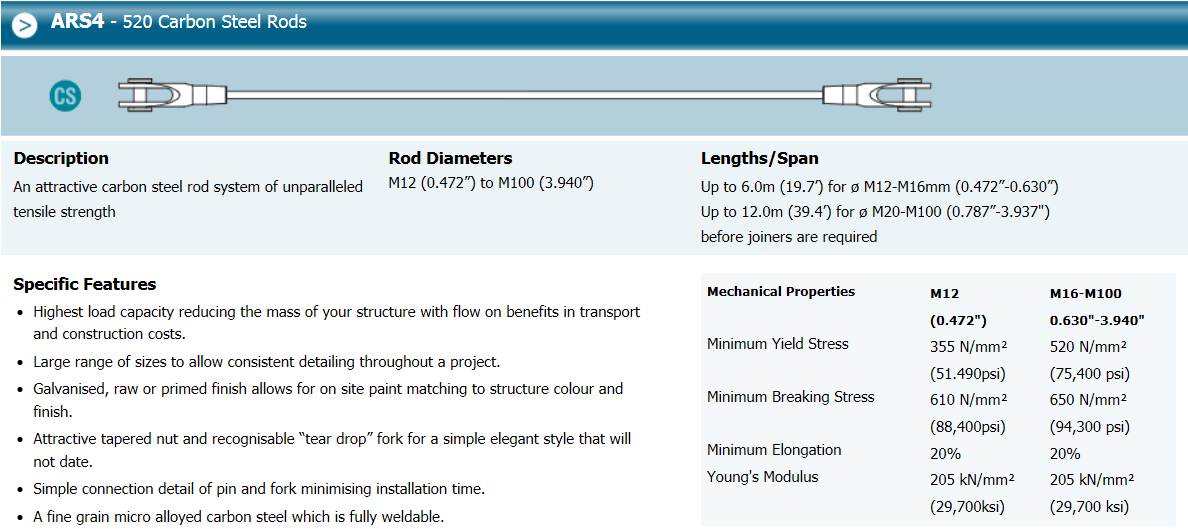 ARS4 - 520 Carbon Steel Rods
CS
Description
An attractive carbon steel rod system of unparalleled
tensile strength
Rod Diameters
M12 (0.472”) to M100 (3.940”)
Lengths/Span
Up to 6.0m (19.7’) for ø M12-M16mm (0.472”-0.630”)
Up to 12.0m (39.4’) for ø M20-M100 (0.787”-3.937")
before joiners are required
Specific Features
• Highest load capacity reducing the mass of your structure with flow on benefits in transport
and construction costs.
• Large range of sizes to allow consistent detailing throughout a project.
• Galvanised, raw or primed finish allows for on site paint matching to structure colour and
finish.
• Attractive tapered nut and recognisable “tear drop” fork for a simple elegant style that will
not date.
• Simple connection detail of pin and fork minimising installation time.
• A fine grain micro alloyed carbon steel which is fully weldable.
Mechanical Properties M12 M16-M100
(0.472") 0.630"-3.940"
Minimum Yield Stress 355 N/mm² 520 N/mm²
(51.490psi) (75,400 psi)
Minimum Breaking Stress 610 N/mm² 650 N/mm²
(88,400psi) (94,300 psi)
Minimum Elongation 20% 20%
Young's Modulus 205 kN/mm² 205 kN/mm²
(29,700ksi) (29,700 ksi)